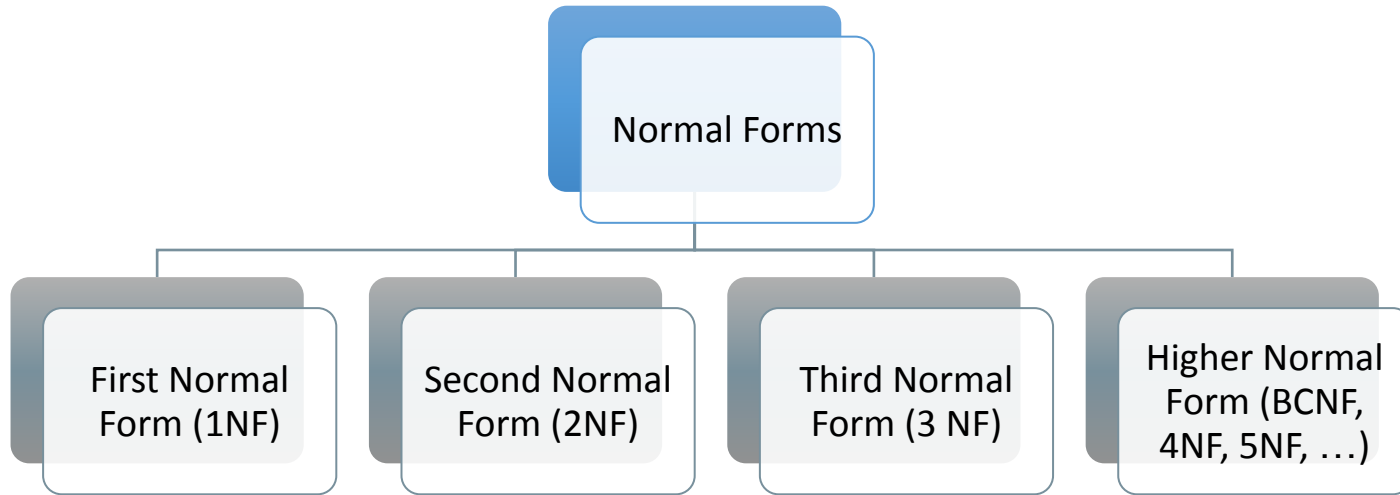 Normal Forms
First Normal
Form (1NF)
Second Normal
Form (2NF)
Third Normal
Form (3 NF)
Higher Normal
Form (BCNF,
4NF, 5NF, …)